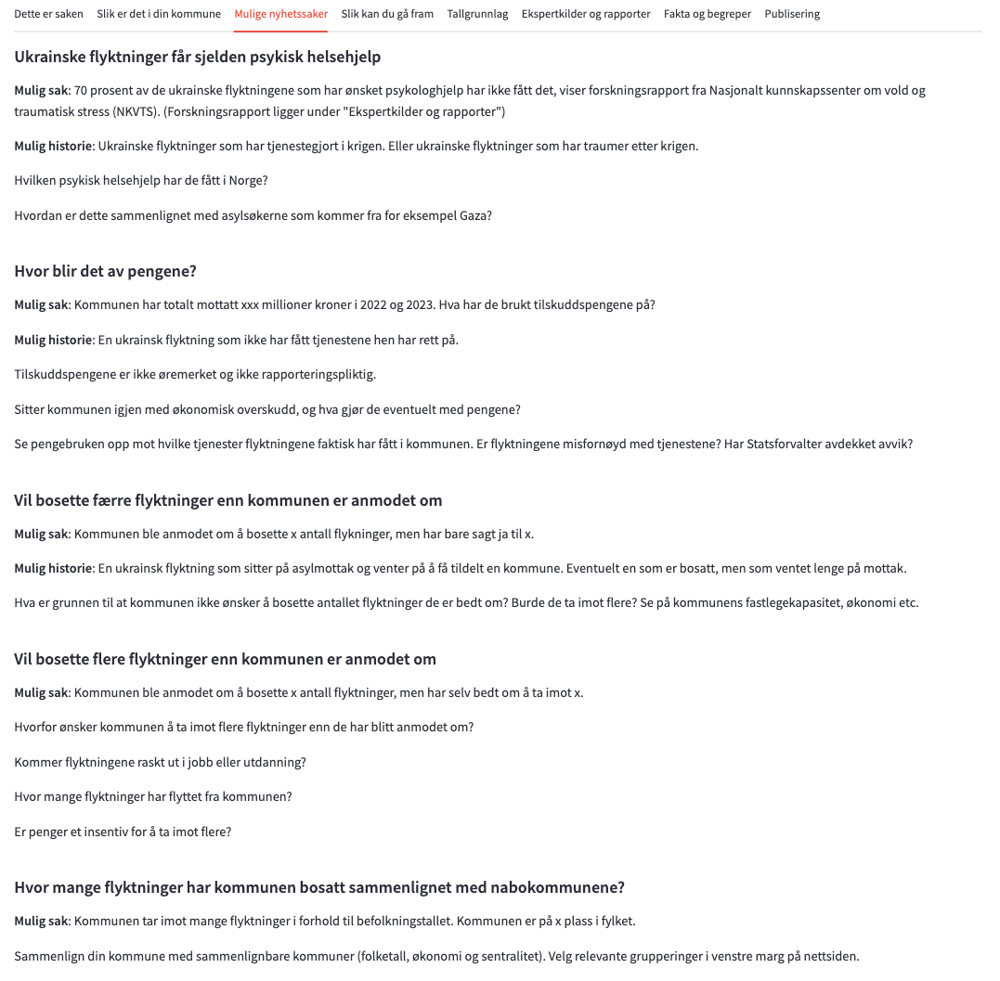 Dette er saken Slik er det i din kommune Mulige nyhetssaker Slik kan du gå fram Tallgrunnlag Ekspertkilder og rapporter Fakta og begreper Publisering
Ukrainske flyktninger får sjelden psykisk helsehjelp
Mulig sak: 70 prosent av de ukrainske flyktningene som har ønsket psykologhjelp har ikke fått det, viser forskningsrapport fra Nasjonalt kunnskapssenter om vold og
traumatisk stress (NKVTS). (Forskningsrapport ligger under "Ekspertkilder og rapporter")
Mulig historie: Ukrainske flyktninger som har tjenestegjort i krigen. Eller ukrainske flyktninger som har traumer etter krigen.
Hvilken psykisk helsehjelp har de fått i Norge?
Hvordan er dette sammenlignet med asylsøkerne som kommer fra for eksempel Gaza?
Hvor blir det av pengene?
Mulig sak: Kommunen har totalt mottatt xxx millioner kroner i 2022 og 2023. Hva har de brukt tilskuddspengene på?
Mulig historie: En ukrainsk flyktning som ikke har fått tjenestene hen har rett på.
Tilskuddspengene er ikke øremerket og ikke rapporteringspliktig.
Sitter kommunen igjen med økonomisk overskudd, og hva gjør de eventuelt med pengene?
Se pengebruken opp mot hvilke tjenester flyktningene faktisk har fått i kommunen. Er flyktningene misfornøyd med tjenestene? Har Statsforvalter avdekket avvik?
Vil bosette færre flyktninger enn kommunen er anmodet om
Mulig sak: Kommunen ble anmodet om å bosette x antall flykninger, men har bare sagt ja til x.
Mulig historie: En ukrainsk flyktning som sitter på asylmottak og venter på å få tildelt en kommune. Eventuelt en som er bosatt, men som ventet lenge på mottak.
Hva er grunnen til at kommunen ikke ønsker å bosette antallet flyktninger de er bedt om? Burde de ta imot flere? Se på kommunens fastlegekapasitet, økonomi etc.
Vil bosette flere flyktninger enn kommunen er anmodet om
Mulig sak: Kommunen ble anmodet om å bosette x antall flyktninger, men har selv bedt om å ta imot x.
Hvorfor ønsker kommunen å ta imot flere flyktninger enn de har blitt anmodet om?
Kommer flyktningene raskt ut i jobb eller utdanning?
Hvor mange flyktninger har flyttet fra kommunen?
Er penger et insentiv for å ta imot flere?
Hvor mange flyktninger har kommunen bosatt sammenlignet med nabokommunene?
Mulig sak: Kommunen tar imot mange flyktninger i forhold til befolkningstallet. Kommunen er på x plass i fylket.
Sammenlign din kommune med sammenlignbare kommuner (folketall, økonomi og sentralitet). Velg relevante grupperinger i venstre marg på nettsiden.